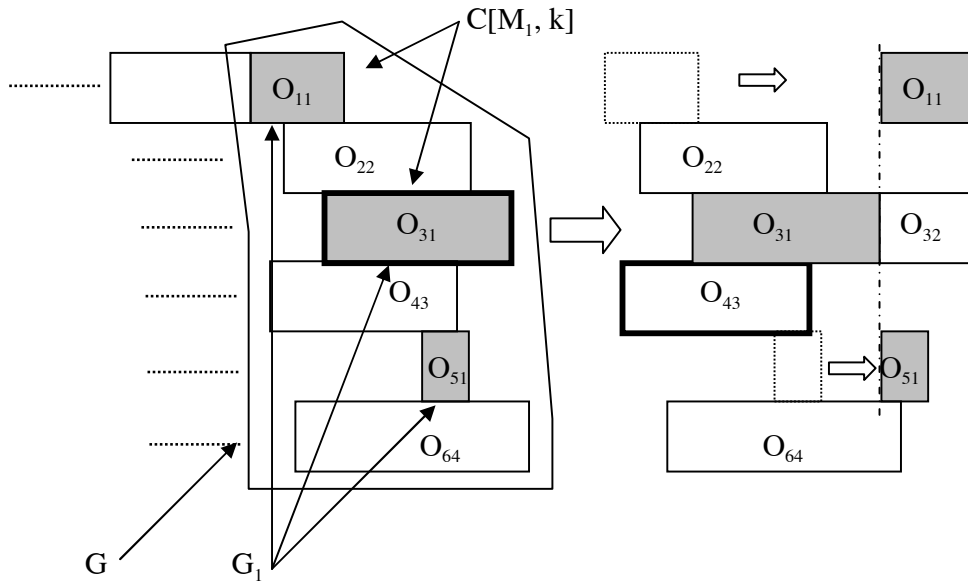 C[M₁, k]
O₁₁ O₁₁
O₂₂ O₂₂
O₃₁ O₃₁ O₃₂
O₄₃ O₄₃
O₅₁ O₅₁
O₆₄ O₆₄
G G₁